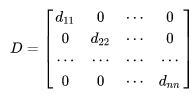 D = [ d₁₁ 0 ⋯ 0
0 d₂₂ ⋯ 0
⋯ ⋯ ⋯ ⋯
0 0 ⋯ dₙₙ ]